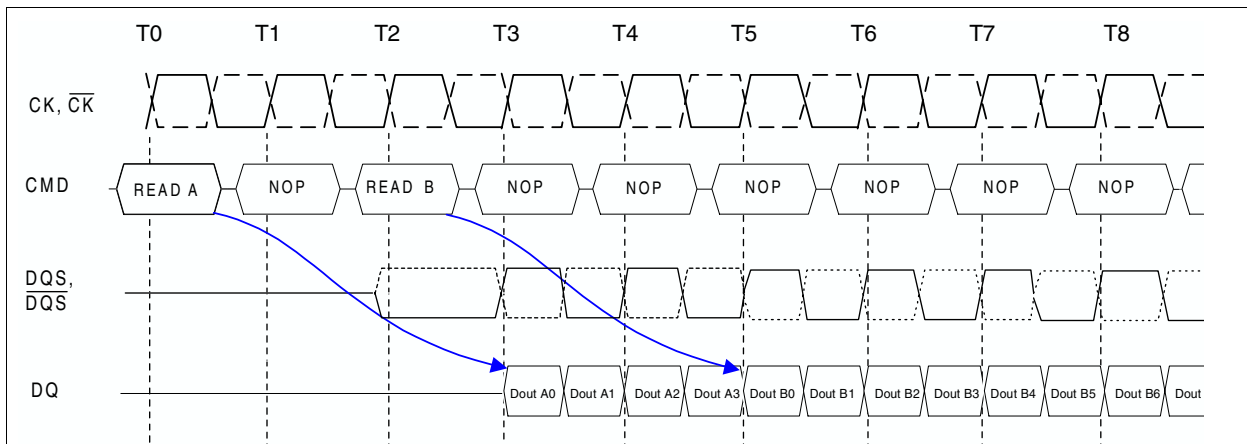 T0 T1 T2 T3 T4 T5 T6 T7 T8
CK, C̅K̅
CMD READ A NOP READ B NOP NOP NOP NOP NOP NOP
DQS,
D̅Q̅S̅
DQ Dout A0 Dout A1 Dout A2 Dout A3 Dout B0 Dout B1 Dout B2 Dout B3 Dout B4 Dout B5 Dout B6 Dout